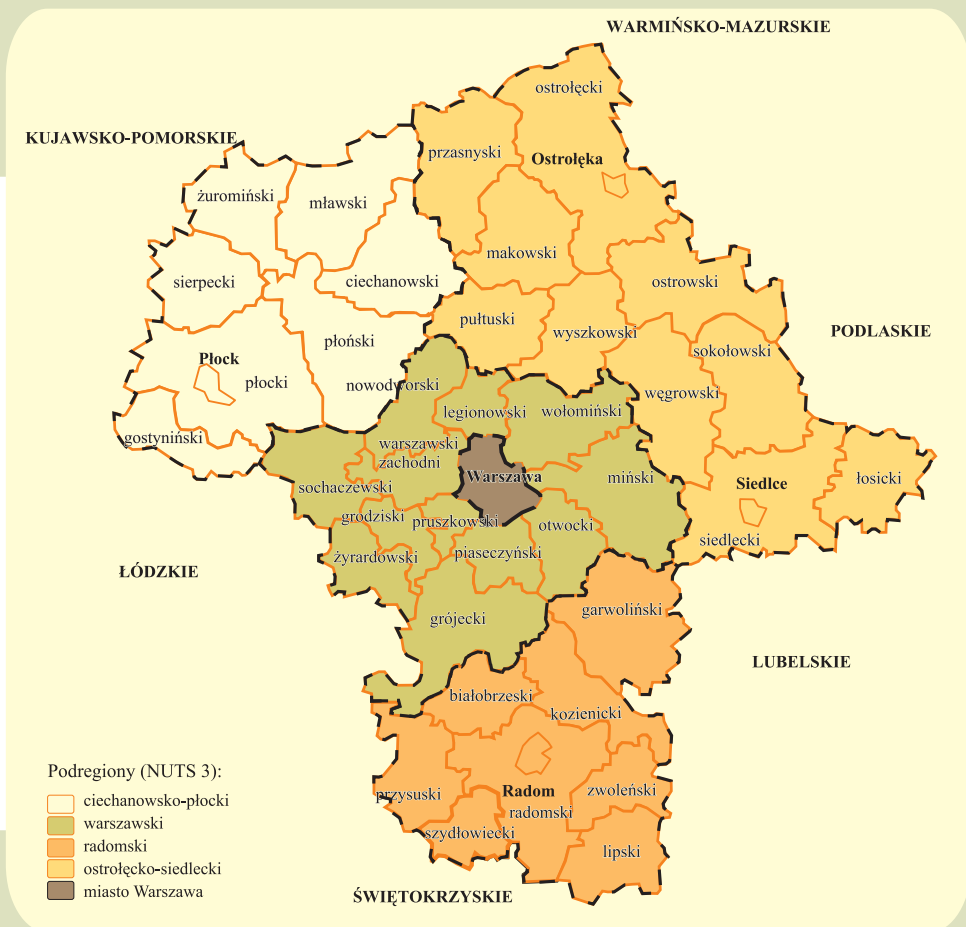 WARMIŃSKO-MAZURSKIE
ostrołęcki
KUJAWSKO-POMORSKIE
przasnyski
Ostrołęka
żuromiński
mławski
makowski
sierpecki
ciechanowski
ostrowski
pułtuski
wyszkowski
PODLASKIE
płoński
sokołowski
Płock
płocki
nowodworski
węgrowski
legionowski
wołomiński
gostyniński
warszawski
zachodni
Warszawa
miński
Siedlce
łosicki
sochaczewski
grodziski
pruszkowski
otwocki
siedlecki
żyrardowski
piaseczyński
ŁÓDZKIE
garwoliński
grójecki
LUBELSKIE
białobrzeski
kozienicki
Podregiony (NUTS 3):
ciechanowsko-płocki
warszawski
radomski
ostrołęcko-siedlecki
miasto Warszawa
przysuski
Radom
radomski
zwoleński
szydłowiecki
lipski
ŚWIĘTOKRZYSKIE